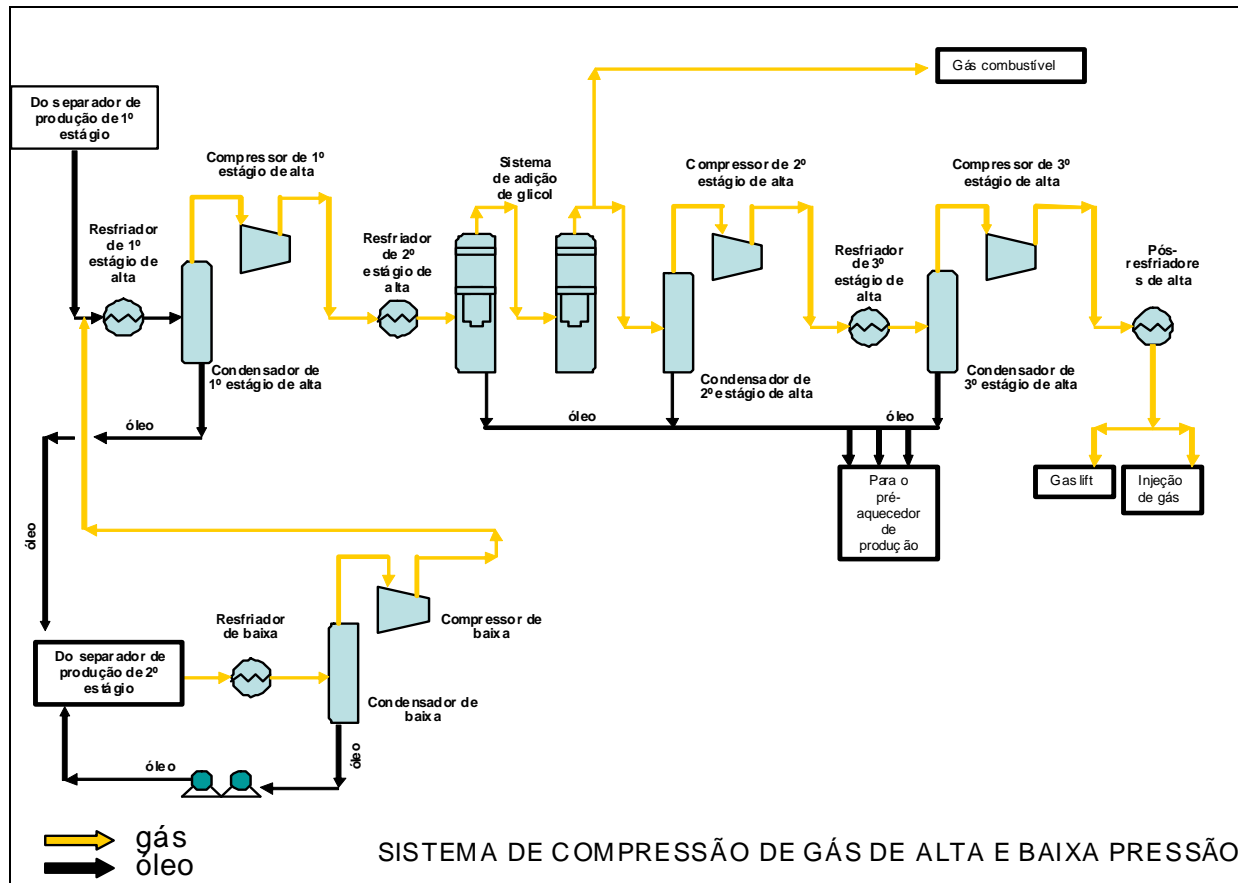 Gás combustível
Do separador de
produção de 1º
estágio
Compressor de 1º
estágio de alta
Sistema
de adição
de glicol
Compressor de 2º
estágio de alta
Compressor de 3º
estágio de alta
Resfriador
de 1º
estágio de
alta
Resfriador
de 2º
estágio de
alta
Resfriador
de 3º
estágio de
alta
Pós-
resfriadore
s de alta
Condensador de
1º estágio de alta
Condensador de
2º estágio de alta
Condensador de
3º estágio de alta
óleo
óleo
óleo
Para o
pré-
aquecedor
de
produção
Gas lift
Injeção
de gás
óleo
Resfriador
de baixa
Compressor de
baixa
Do separador de
produção de 2º
estágio
Condensador de
baixa
óleo
óleo
gás
óleo
SISTEMA DE COMPRESSÃO DE GÁS DE ALTA E BAIXA PRESSÃO